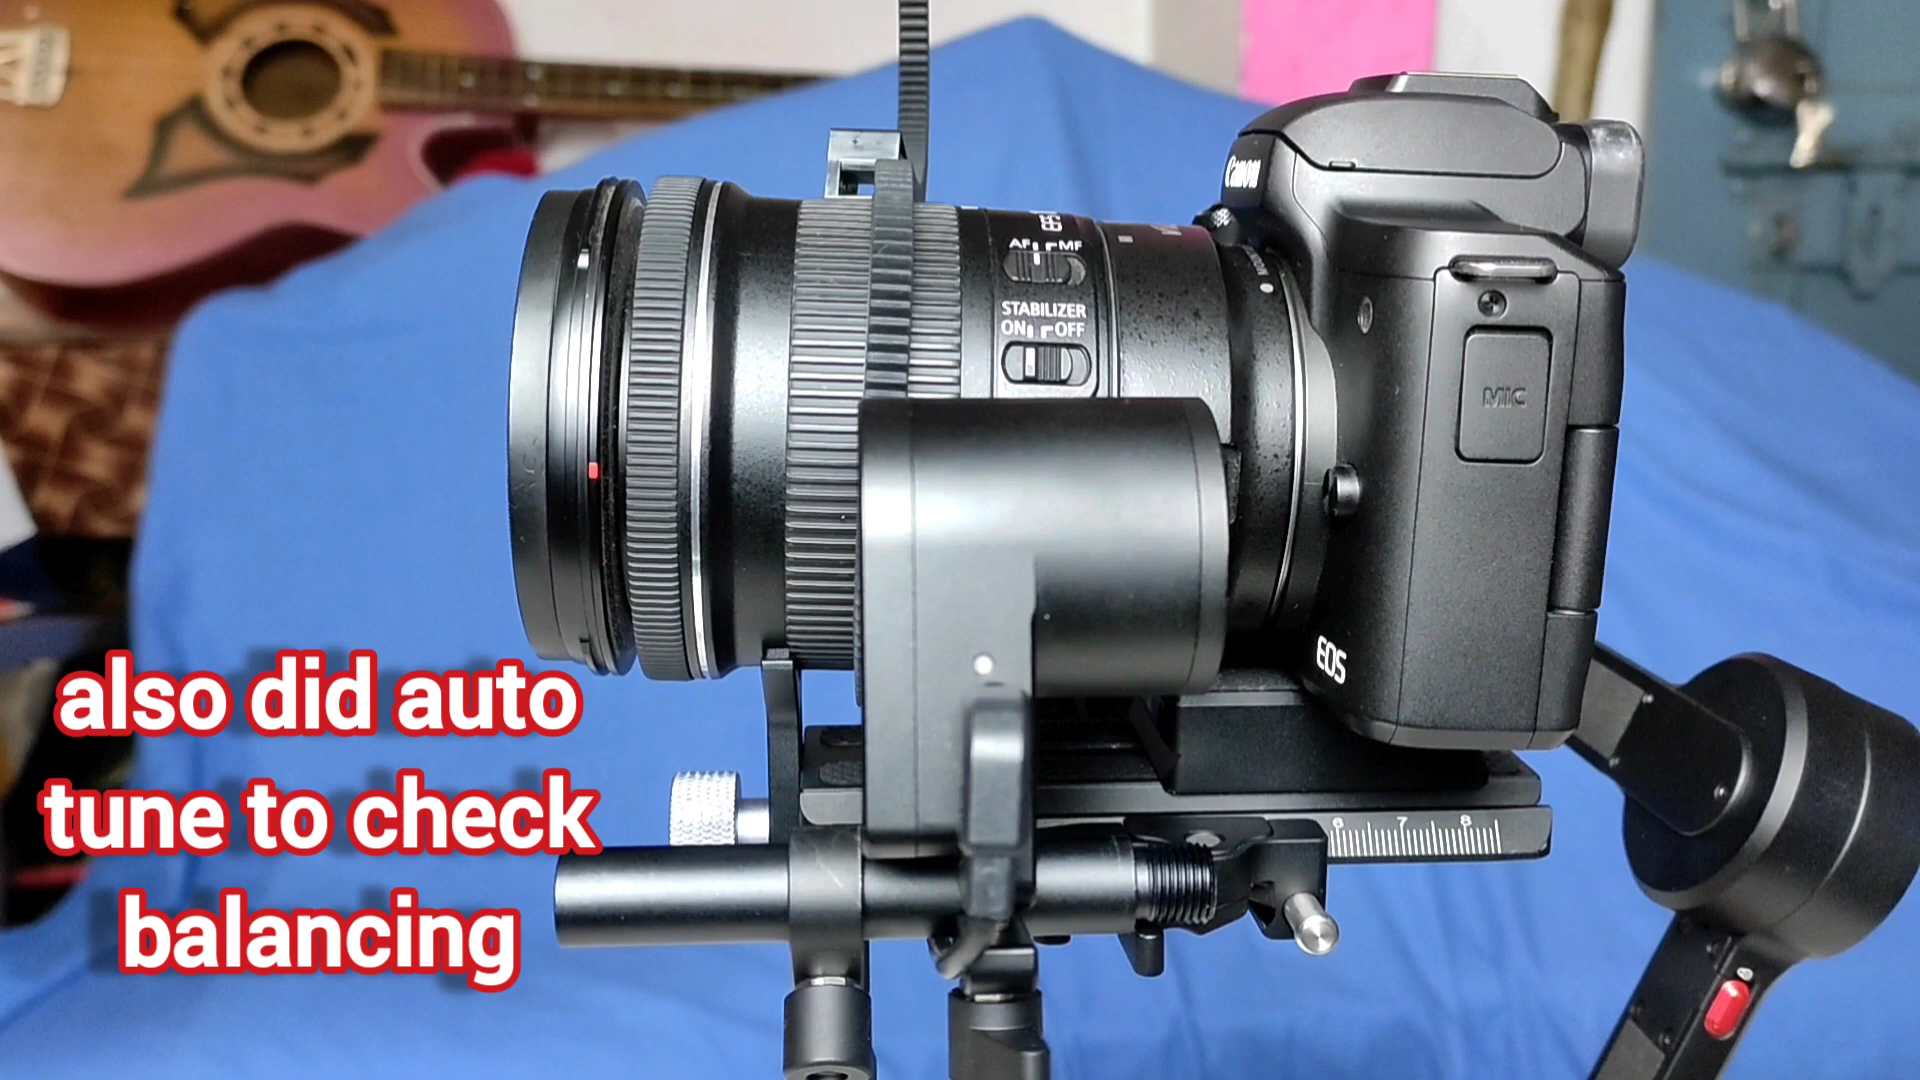 Canon
AF MF
STABILIZER
ON OFF
MIC
EOS
6 7 8
also did auto
tune to check
balancing